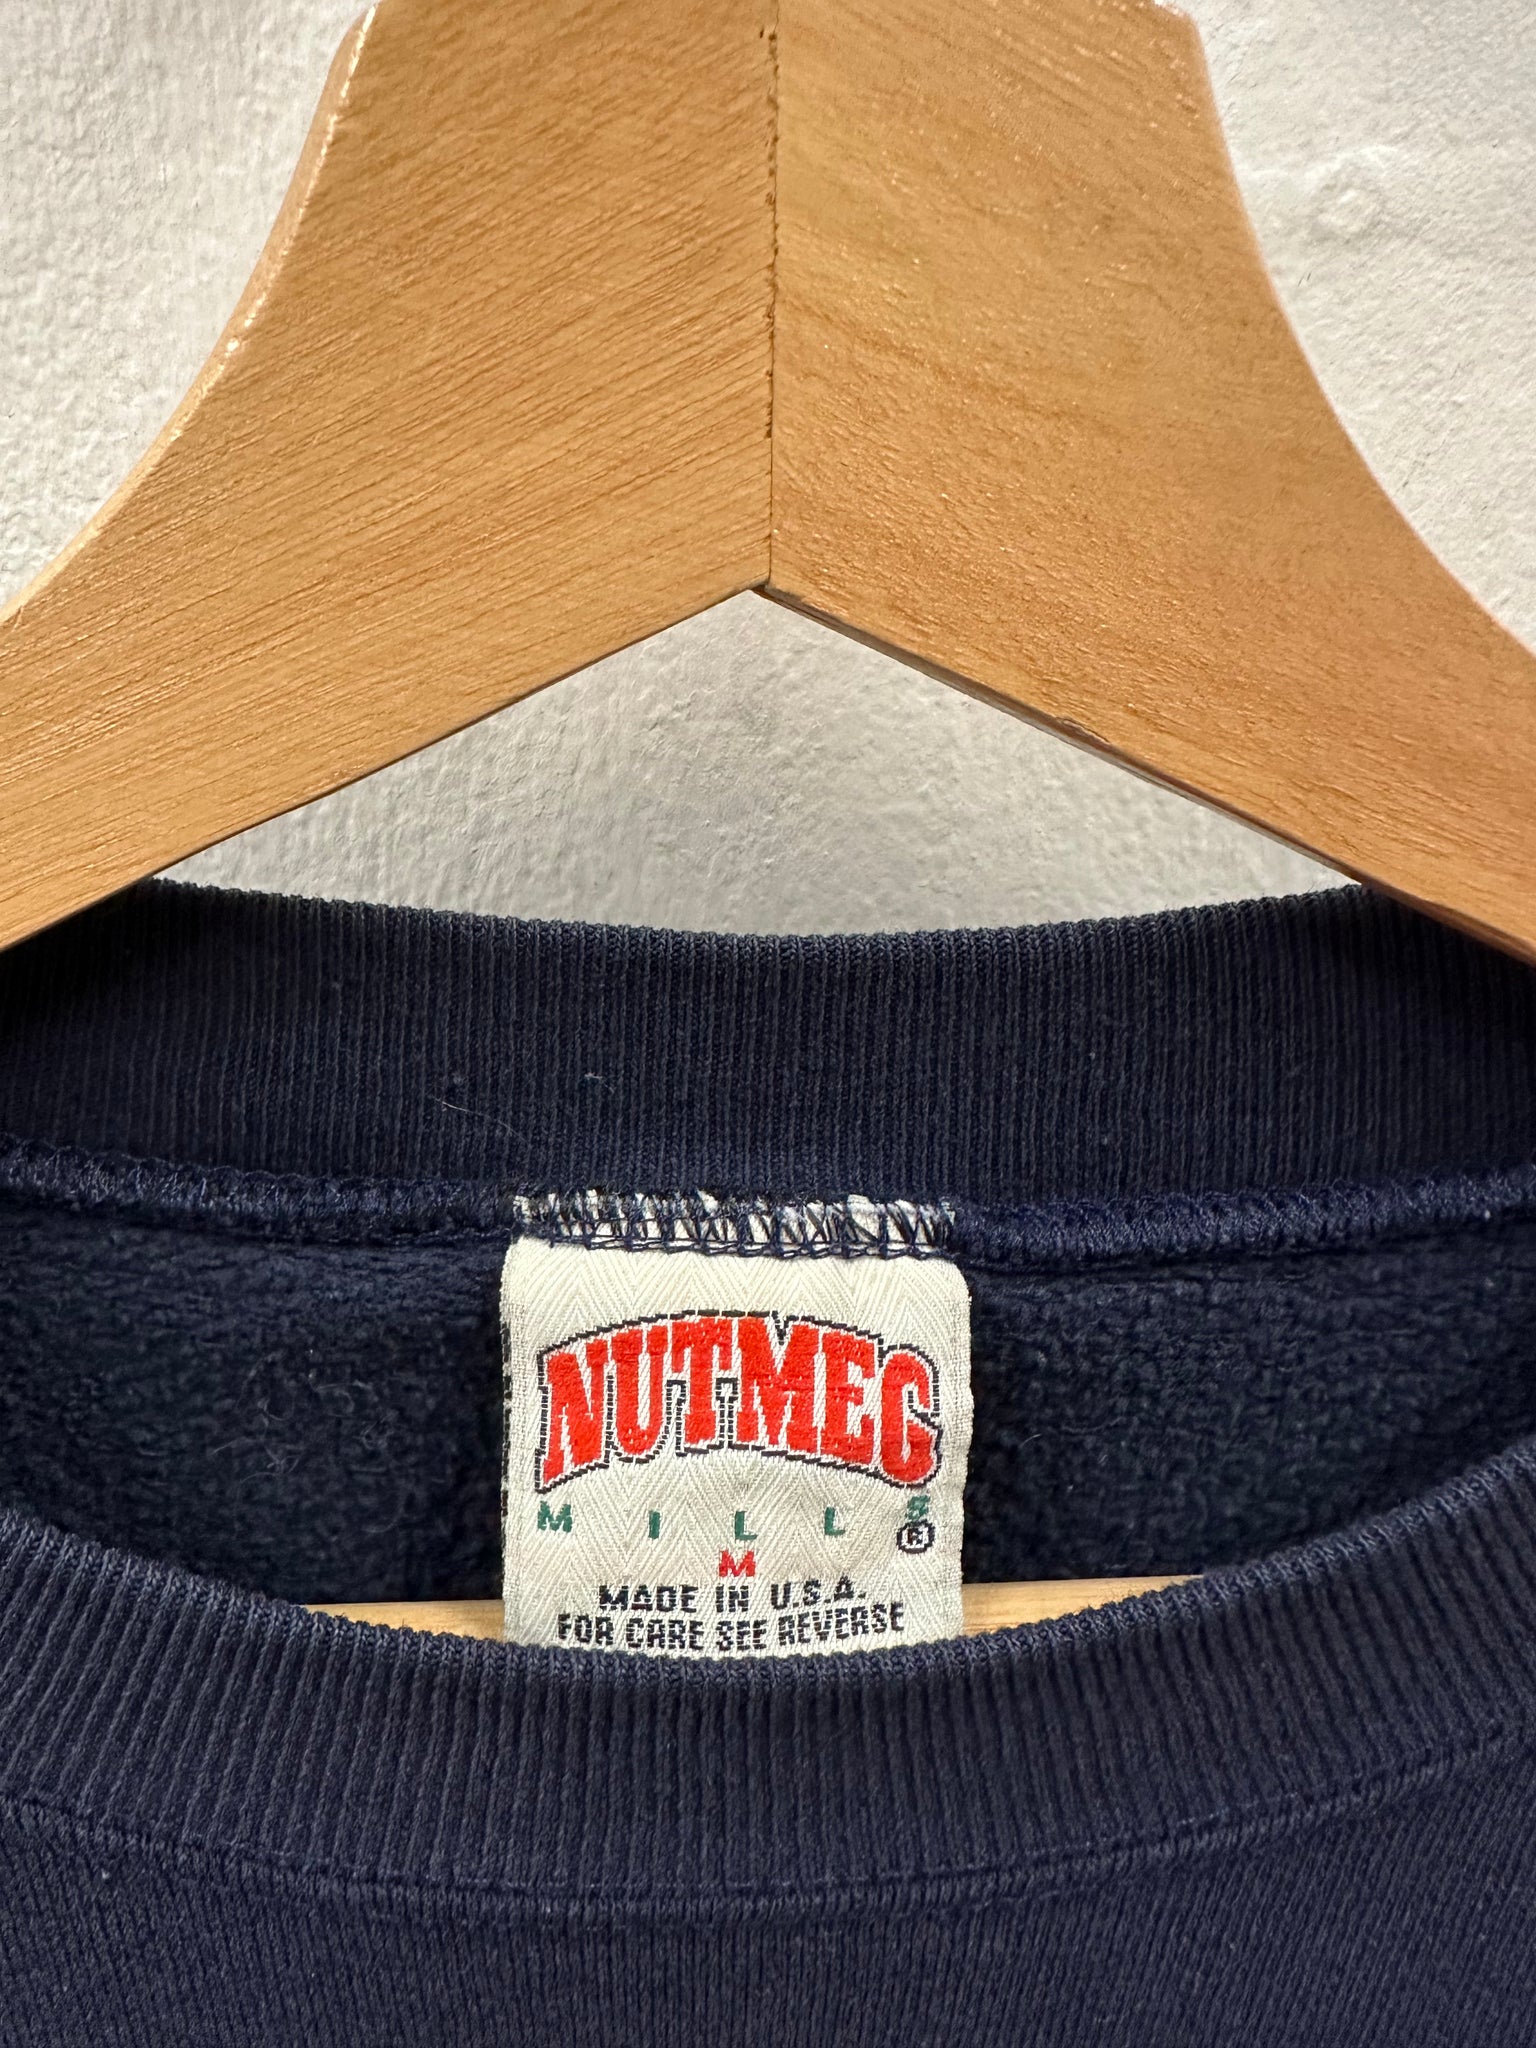 NUTMEG
MILLS ®
M
MADE IN U.S.A.
FOR CARE SEE REVERSE